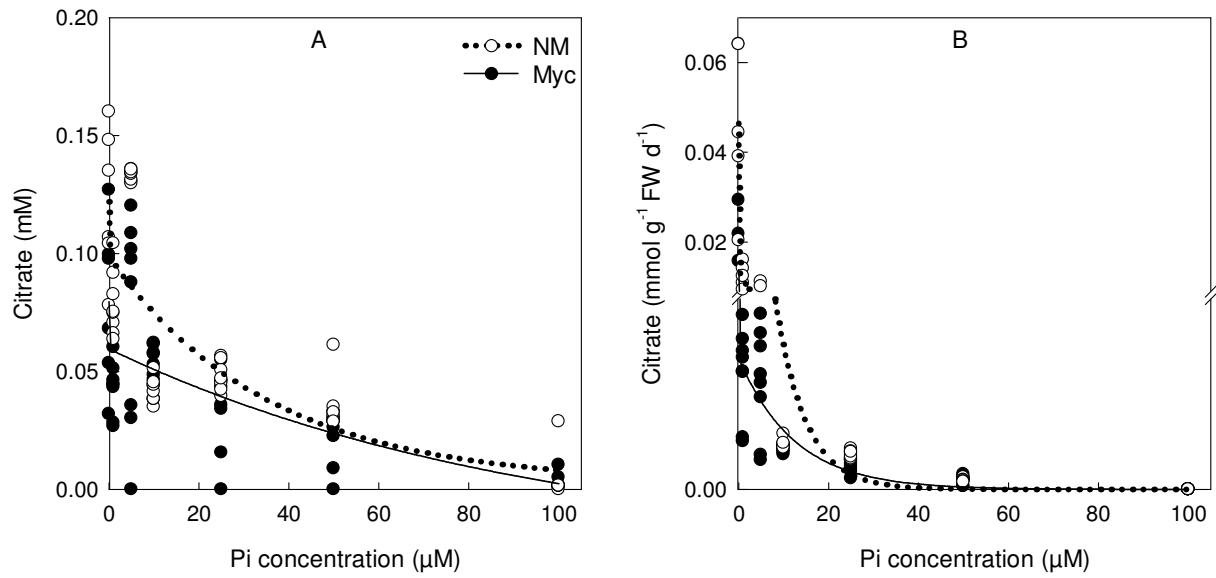 A
NM
Myc
Citrate (mM)
0.20
0.15
0.10
0.05
0.00
0 20 40 60 80 100
Pi concentration (µM)
B
Citrate (mmol g⁻¹ FW d⁻¹)
0.06
0.04
0.02
0.00
0 20 40 60 80 100
Pi concentration (µM)